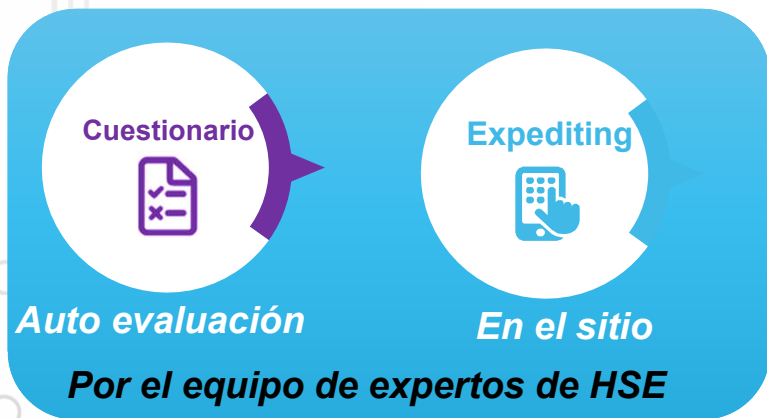 Cuestionario
Expediting
Auto evaluación
En el sitio
Por el equipo de expertos de HSE